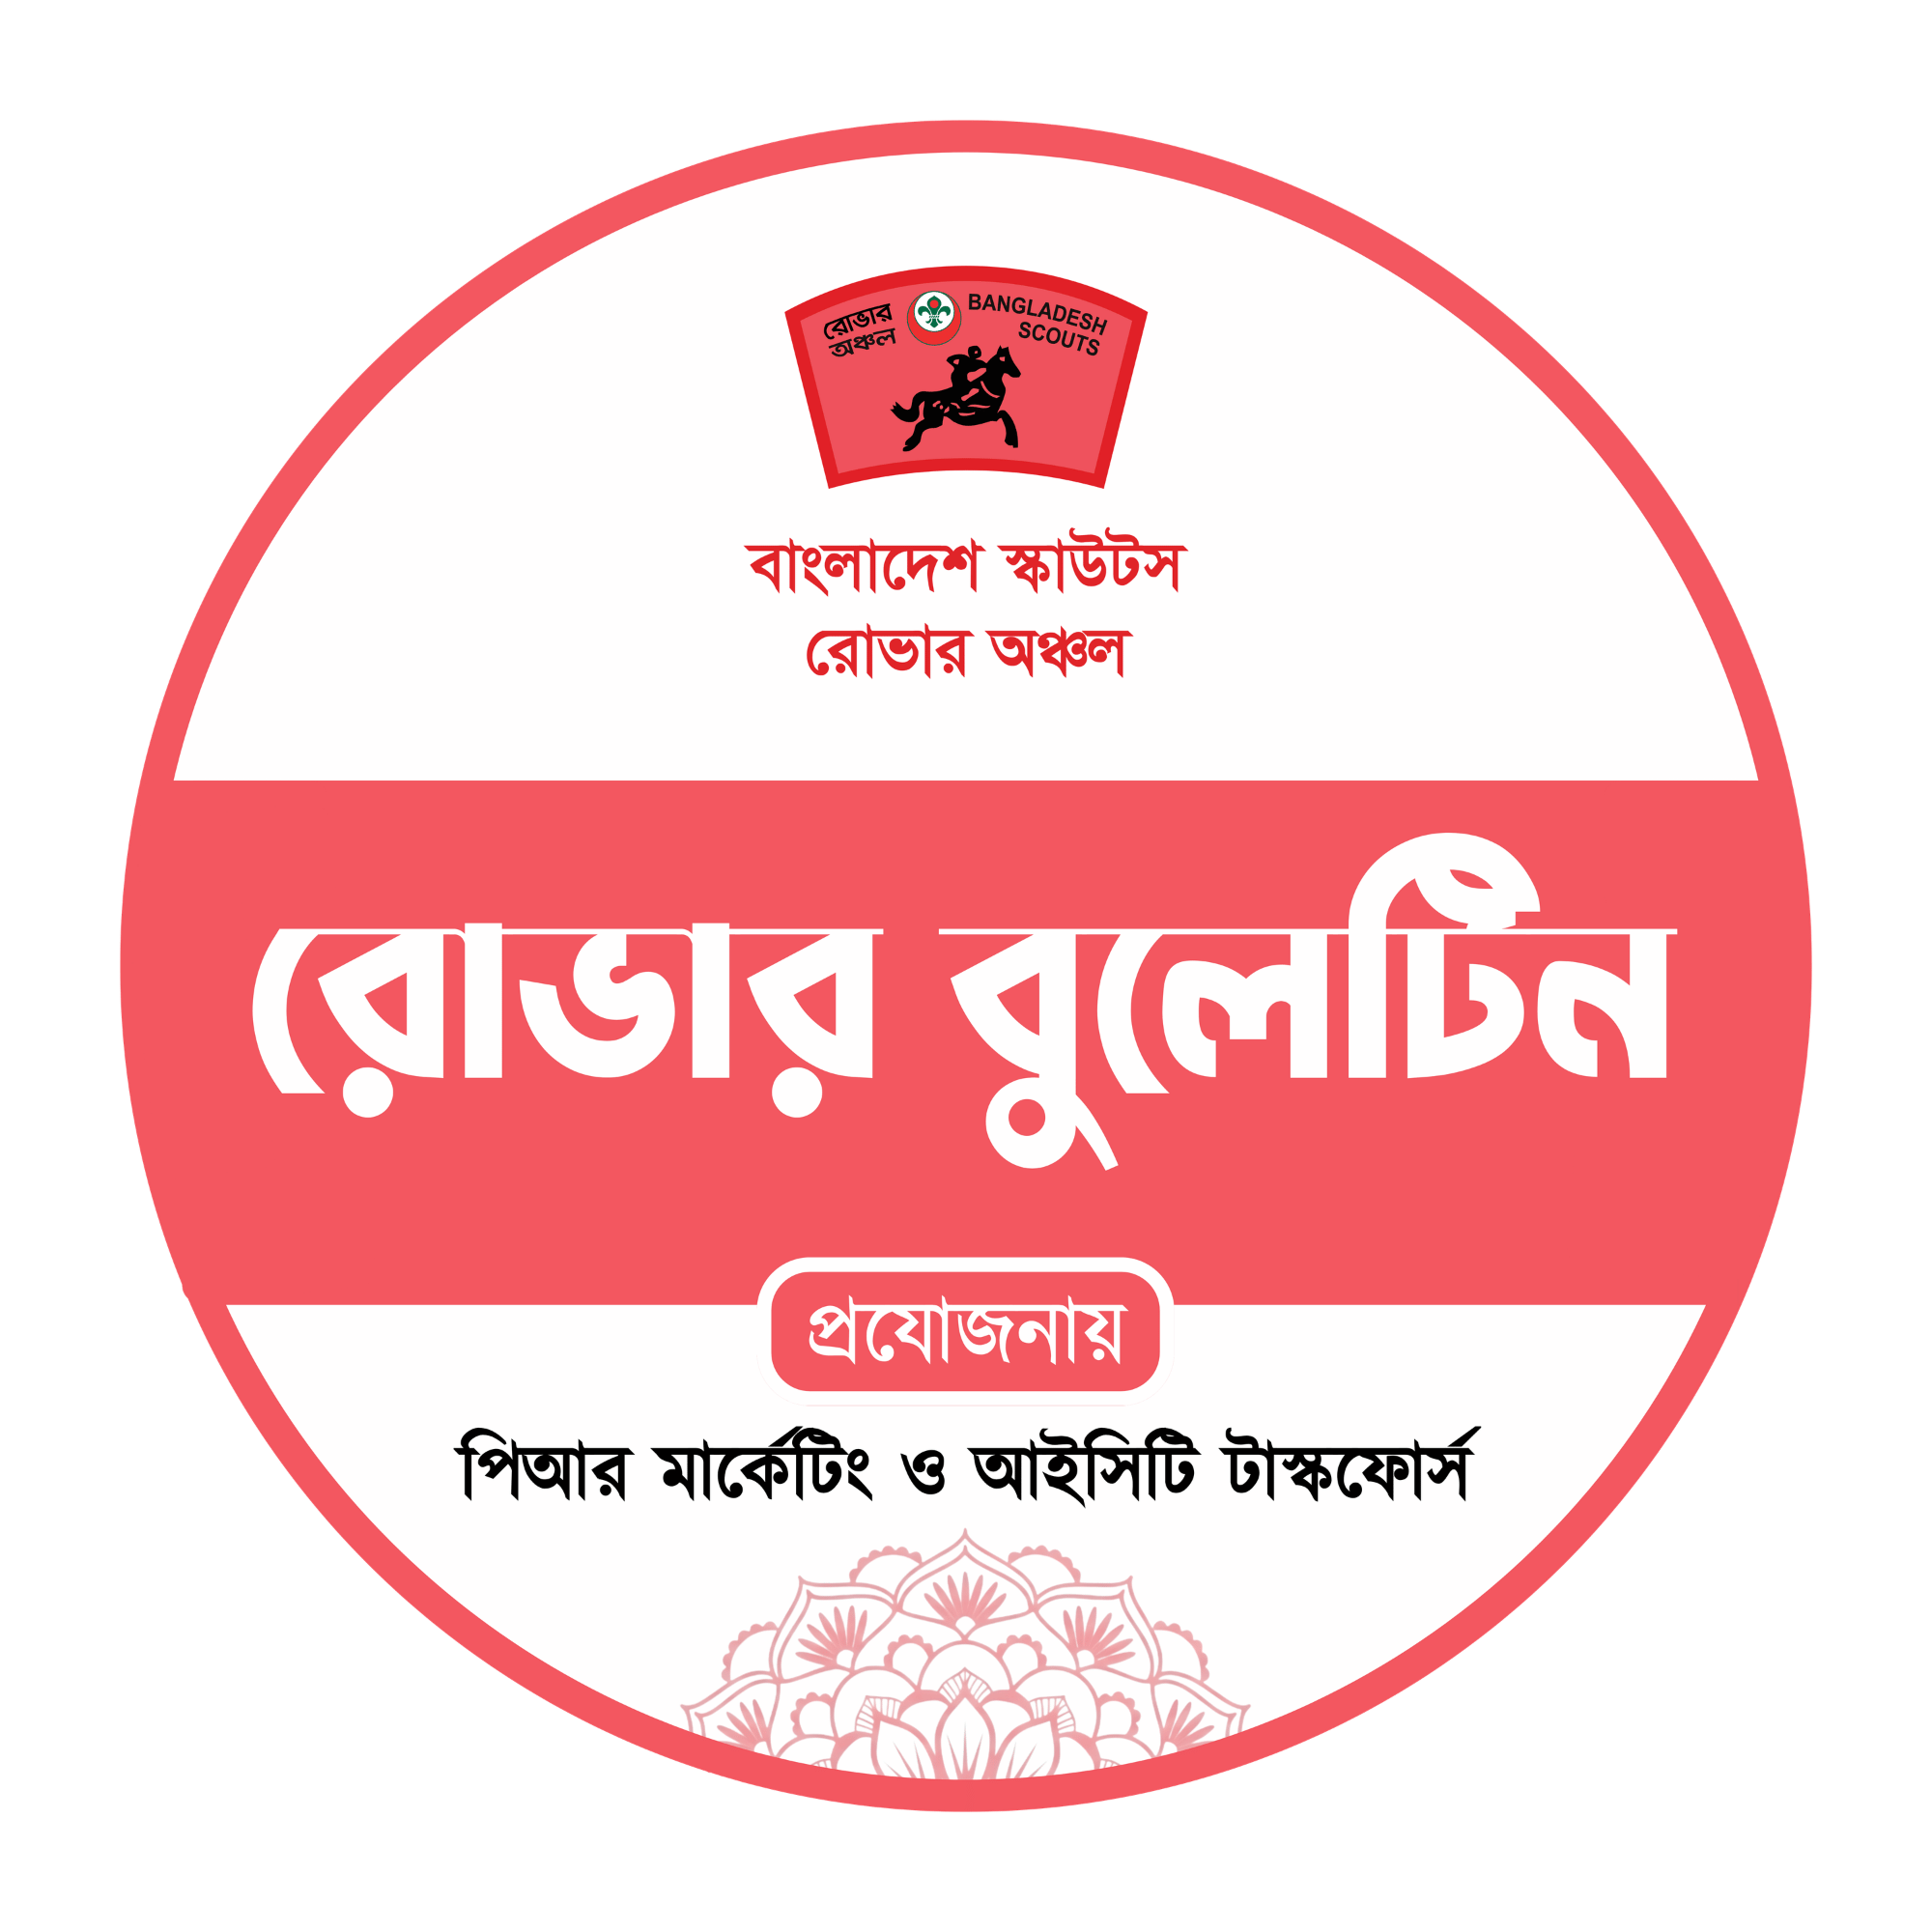 রোভার অঞ্চল
BANGLADESH SCOUTS
বাংলাদেশ স্কাউটস
রোভার অঞ্চল
রোভার বুলেটিন
প্রযোজনায়
পিআর মার্কেটিং ও আইসিটি টাস্কফোর্স